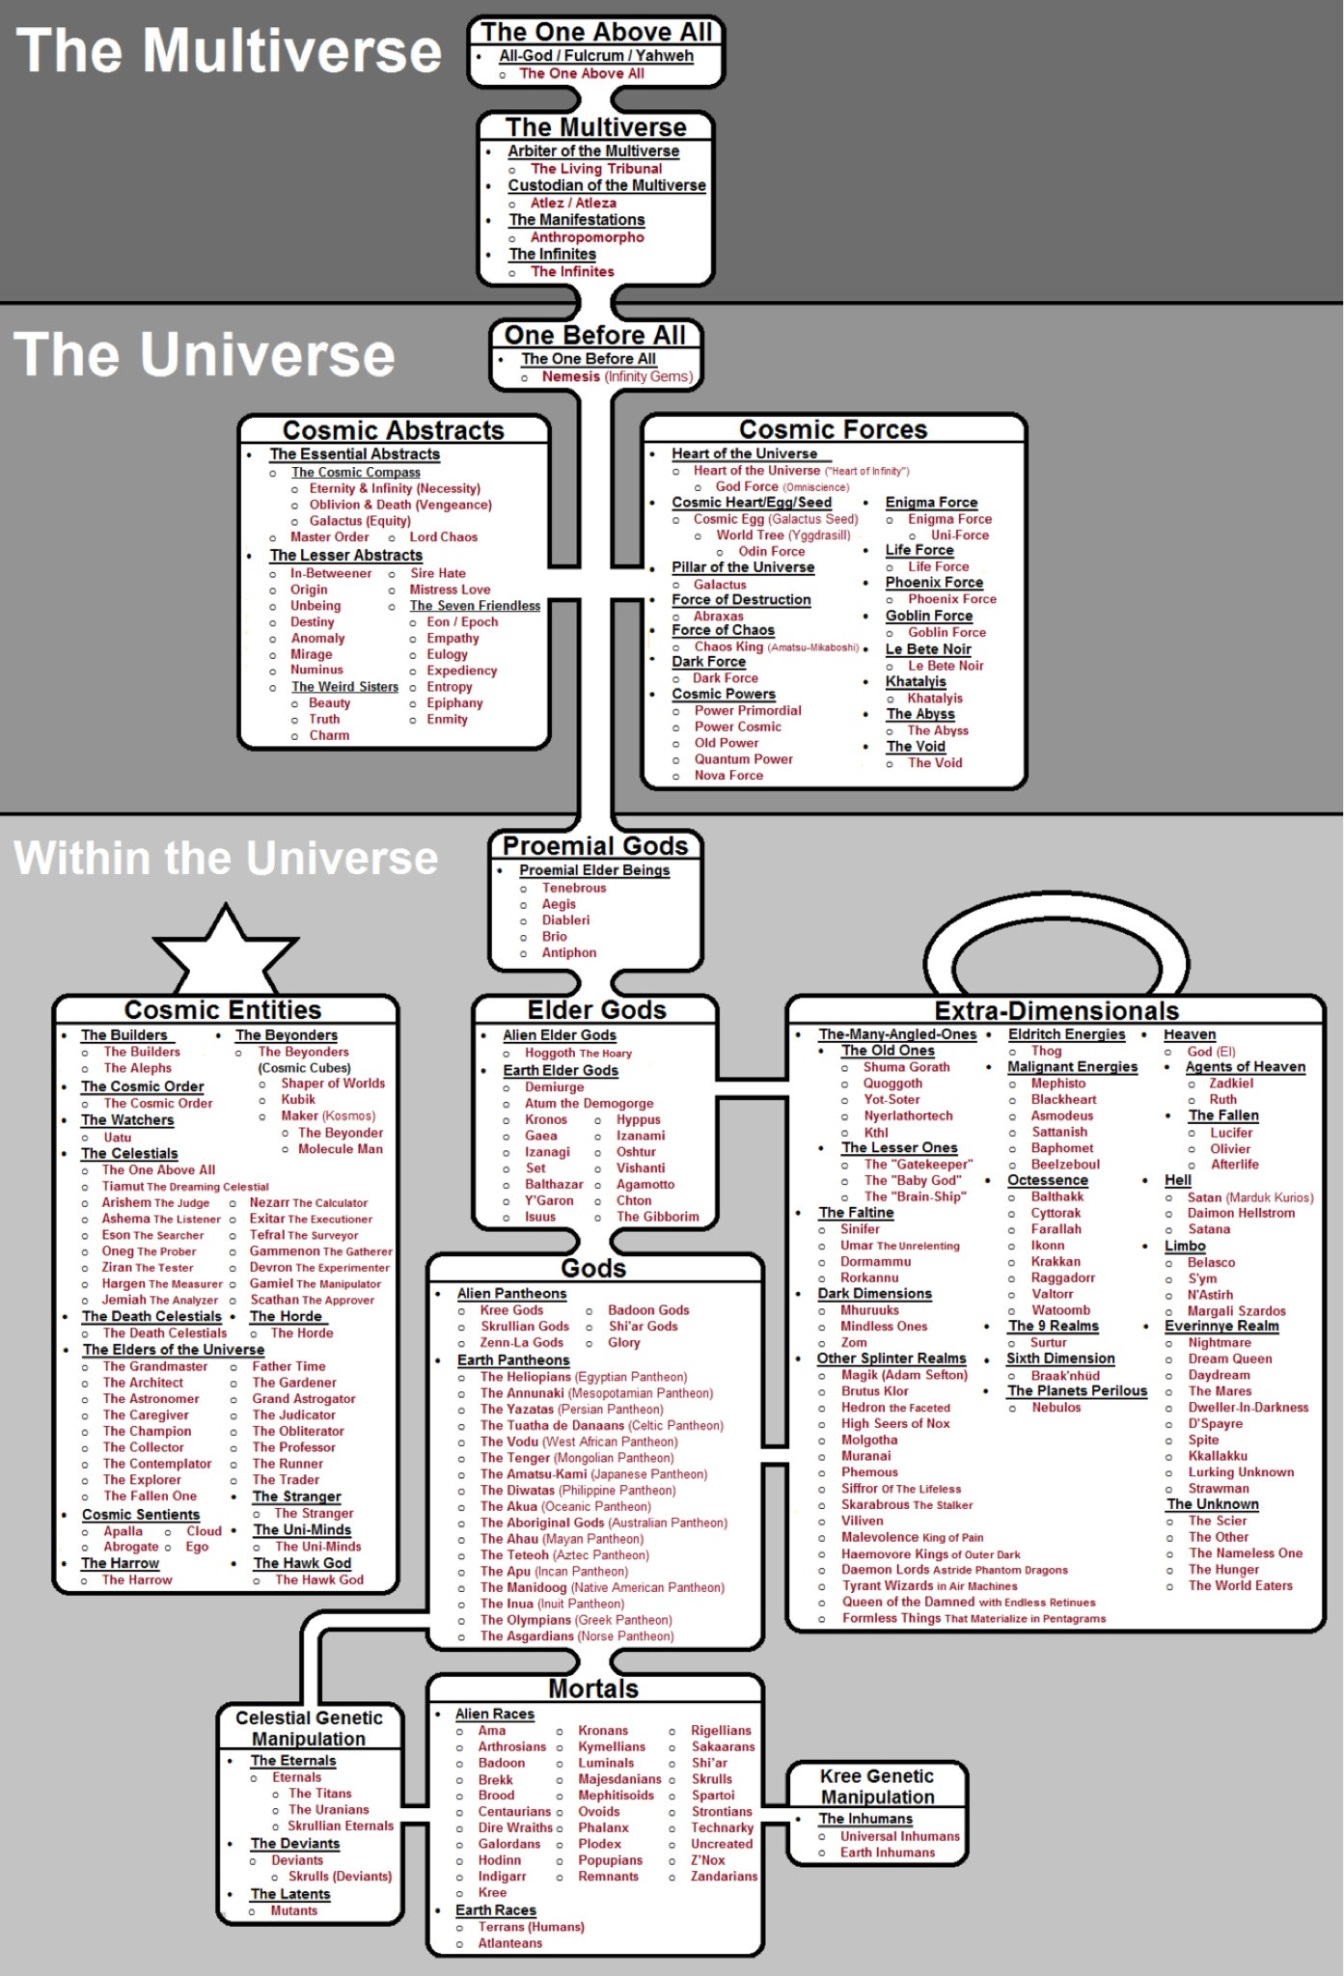 The Multiverse
The One Above All
All-God / Fulcrum / Yahweh
The One Above All
The Multiverse
Arbiter of the Multiverse
The Living Tribunal
Custodian of the Multiverse
Atlez / Atleza
The Manifestations
Anthropomorpho
The Infinites
The Infinites
The Universe
One Before All
The One Before All
Nemesis (Infinity Gems)
Cosmic Abstracts
The Essential Abstracts
The Cosmic Compass
Eternity & Infinity (Necessity)
Oblivion & Death (Vengeance)
Galactus (Equity)
Master Order
Lord Chaos
The Lesser Abstracts
In-Betweener
Origin
Unbeing
Destiny
Anomaly
Mirage
Numinus
The Weird Sisters
Beauty
Truth
Charm
Sire Hate
Mistress Love
The Seven Friendless
Eon / Epoch
Empathy
Eulogy
Expediency
Entropy
Epiphany
Enmity
Cosmic Forces
Heart of the Universe
Heart of the Universe ("Heart of Infinity")
God Force (Omniscience)
Cosmic Heart/Egg/Seed
Cosmic Egg (Galactus Seed)
World Tree (Yggdrasill)
Odin Force
Pillar of the Universe
Galactus
Force of Destruction
Abraxas
Force of Chaos
Chaos King (Amatsu-Mikaboshi)
Dark Force
Dark Force
Cosmic Powers
Power Primordial
Power Cosmic
Old Power
Quantum Power
Nova Force
Enigma Force
Enigma Force
Uni-Force
Life Force
Life Force
Phoenix Force
Phoenix Force
Goblin Force
Goblin Force
Le Bete Noir
Le Bete Noir
Khatalyis
Khatalyis
The Abyss
The Abyss
The Void
The Void
Within the Universe
Proemial Gods
Proemial Elder Beings
Tenebrous
Aegis
Diableri
Brio
Antiphon
Cosmic Entities
The Builders
The Builders
The Alephs
The Cosmic Order
The Cosmic Order
The Watchers
Uatu
The Beyonders
The Beyonders
(Cosmic Cubes)
Shaper of Worlds
Kubik
Maker (Kosmos)
The Beyonder
Molecule Man
The Celestials
The One Above All
Tiamut The Dreaming Celestial
Arishem The Judge
Ashema The Listener
Eson The Searcher
Oneg The Prober
Ziran The Tester
Hargen The Measurer
Jemiah The Analyzer
Nezarr The Calculator
Exitar The Executioner
Tefral The Surveyor
Gammenon The Gatherer
Devron The Experimenter
Gamiel The Manipulator
Scathan The Approver
The Death Celestials
The Death Celestials
The Horde
The Horde
The Elders of the Universe
The Grandmaster
The Architect
The Astronomer
The Caregiver
The Champion
The Collector
The Contemplator
The Explorer
The Fallen One
Father Time
The Gardener
Grand Astrogator
The Judicator
The Obliterator
The Professor
The Runner
The Trader
Cosmic Sentients
Apalla
Cloud
Abrogate
Ego
The Harrow
The Harrow
The Stranger
The Stranger
The Uni-Minds
The Uni-Minds
The Hawk God
The Hawk God
Elder Gods
Alien Elder Gods
Hoggoth The Hoary
Earth Elder Gods
Demiurge
Atum the Demogorge
Kronos
Gaea
Izanagi
Set
Balthazar
Y'Garon
Isuus
Hyppus
Izanami
Oshtur
Vishanti
Agamotto
Chton
The Gibborim
Extra-Dimensionals
The-Many-Angled-Ones
The Old Ones
Shuma Gorath
Quoggoth
Yot-Soter
Nyerlathortech
Kthl
The Lesser Ones
The "Gatekeeper"
The "Baby God"
The "Brain-Ship"
The Faltine
Sinifer
Umar The Unrelenting
Dormammu
Rorkannu
Dark Dimensions
Mhuruuks
Mindless Ones
Zom
Other Splinter Realms
Magik (Adam Sefton)
Brutus Klor
Hedron the Faceted
High Seers of Nox
Molgotha
Muranai
Phemous
Siffror Of The Lifeless
Skarabrous The Stalker
Viliven
Malevolence King of Pain
Haemovore Kings of Outer Dark
Daemon Lords Astride Phantom Dragons
Tyrant Wizards in Air Machines
Queen of the Damned with Endless Retinues
Formless Things That Materialize in Pentagrams
Eldritch Energies
Thog
Malignant Energies
Mephisto
Blackheart
Asmodeus
Sattanish
Baphomet
Beelzeboul
Octessence
Balthakk
Cyttorak
Farallah
Ikonn
Krakkan
Raggadorr
Valtorr
Watoomb
The 9 Realms
Surtur
Sixth Dimension
Braak'nhüd
The Planets Perilous
Nebulos
Heaven
God (El)
Agents of Heaven
Zadkiel
Ruth
The Fallen
Lucifer
Olivier
Afterlife
Hell
Satan (Marduk Kurios)
Daimon Hellstrom
Satana
Limbo
Belasco
S'ym
N'Astirh
Margali Szardos
Everinnye Realm
Nightmare
Dream Queen
Daydream
The Mares
Dweller-In-Darkness
D'Spayre
Spite
Kkallakku
Lurking Unknown
Strawman
The Unknown
The Scier
The Other
The Nameless One
The Hunger
The World Eaters
Gods
Alien Pantheons
Kree Gods
Skrullian Gods
Zenn-La Gods
Badoon Gods
Shi'ar Gods
Glory
Earth Pantheons
The Heliopians (Egyptian Pantheon)
The Annunaki (Mesopotamian Pantheon)
The Yazatas (Persian Pantheon)
The Tuatha de Danaans (Celtic Pantheon)
The Vodu (West African Pantheon)
The Tenger (Mongolian Pantheon)
The Amatsu-Kami (Japanese Pantheon)
The Diwatas (Philippine Pantheon)
The Akua (Oceanic Pantheon)
The Aboriginal Gods (Australian Pantheon)
The Ahau (Mayan Pantheon)
The Teteoh (Aztec Pantheon)
The Apu (Incan Pantheon)
The Manidoog (Native American Pantheon)
The Inua (Inuit Pantheon)
The Olympians (Greek Pantheon)
The Asgardians (Norse Pantheon)
Celestial Genetic
Manipulation
The Eternals
Eternals
The Titans
The Uranians
Skrullian Eternals
The Deviants
Deviants
Skrulls (Deviants)
The Latents
Mutants
Mortals
Alien Races
Ama
Arthrosians
Badoon
Brekk
Brood
Centaurians
Dire Wraiths
Galordans
Hodinn
Indigarr
Kree
Kronans
Kymellians
Luminals
Majesdanians
Mephitisoids
Ovoids
Phalanx
Plodex
Popupians
Remnants
Rigellians
Sakaarans
Shi'ar
Skrulls
Spartoi
Strontians
Technarky
Uncreated
Z'Nox
Zandarians
Earth Races
Terrans (Humans)
Atlanteans
Kree Genetic
Manipulation
The Inhumans
Universal Inhumans
Earth Inhumans